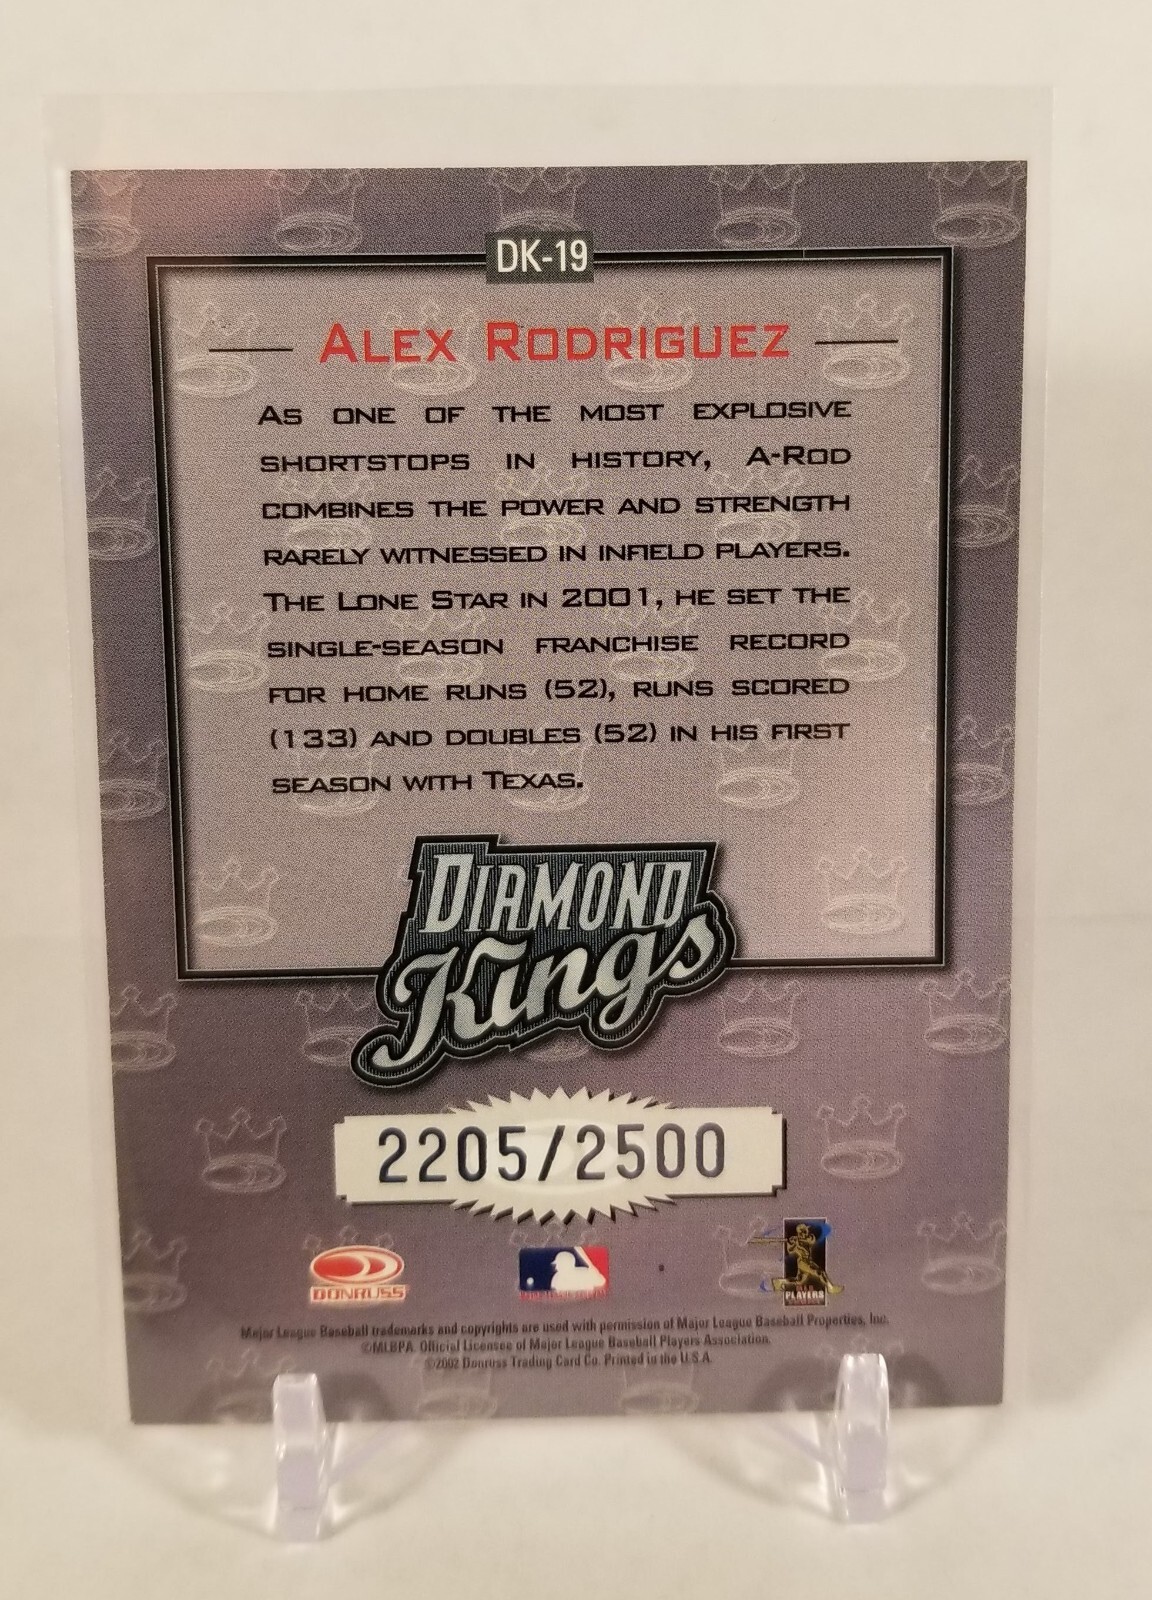 DK-19
ALEX RODRIGUEZ
AS ONE OF THE MOST EXPLOSIVE
SHORTSTOPS IN HISTORY, A-ROD
COMBINES THE POWER AND STRENGTH
RARELY WITNESSED IN INFIELD PLAYERS.
THE LONE STAR IN 2001, HE SET THE
SINGLE-SEASON FRANCHISE RECORD
FOR HOME RUNS (52), RUNS SCORED
(133) AND DOUBLES (52) IN HIS FIRST
SEASON WITH TEXAS.
DIAMOND
Kings
2205/2500
DONRUSS
PLAYERS
Major League Baseball trademarks and copyrights are used with permission of Major League Baseball Properties, Inc.
©MLBPA. Official Licensee of Major League Baseball Players Association.
©2002 Donruss Trading Card Co. Printed in the U.S.A.